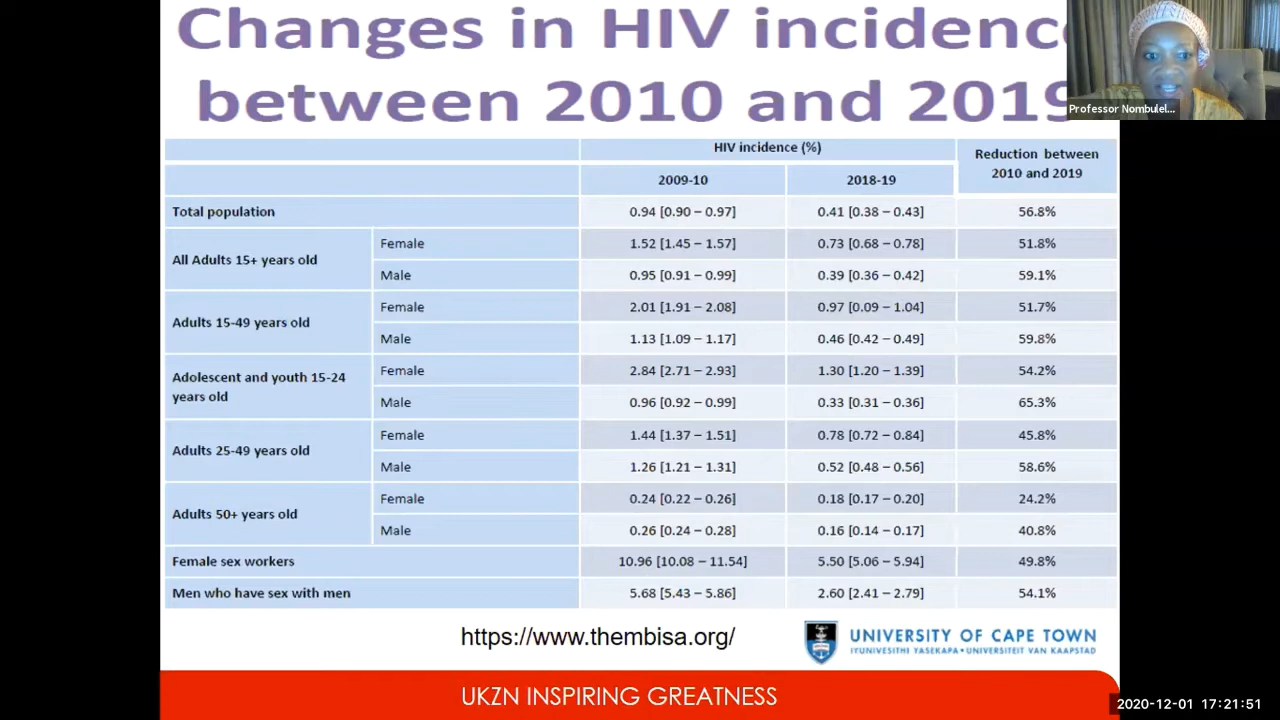 Changes in HIV incidenc
between 2010 and 2019
Professor Nombulel...
HIV incidence (%)
Reduction between
2010 and 2019
2009-10
2018-19
Total population
0.94 [0.90 – 0.97]
0.41 [0.38 – 0.43]
56.8%
All Adults 15+ years old
Female
1.52 [1.45 – 1.57]
0.73 [0.68 – 0.78]
51.8%
Male
0.95 [0.91 – 0.99]
0.39 [0.36 – 0.42]
59.1%
Adults 15-49 years old
Female
2.01 [1.91 – 2.08]
0.97 [0.09 – 1.04]
51.7%
Male
1.13 [1.09 – 1.17]
0.46 [0.42 – 0.49]
59.8%
Adolescent and youth 15-24
years old
Female
2.84 [2.71 – 2.93]
1.30 [1.20 – 1.39]
54.2%
Male
0.96 [0.92 – 0.99]
0.33 [0.31 – 0.36]
65.3%
Adults 25-49 years old
Female
1.44 [1.37 – 1.51]
0.78 [0.72 – 0.84]
45.8%
Male
1.26 [1.21 – 1.31]
0.52 [0.48 – 0.56]
58.6%
Adults 50+ years old
Female
0.24 [0.22 – 0.26]
0.18 [0.17 – 0.20]
24.2%
Male
0.26 [0.24 – 0.28]
0.16 [0.14 – 0.17]
40.8%
Female sex workers
10.96 [10.08 – 11.54]
5.50 [5.06 – 5.94]
49.8%
Men who have sex with men
5.68 [5.43 – 5.86]
2.60 [2.41 – 2.79]
54.1%
https://www.thembisa.org/
UNIVERSITY OF CAPE TOWN
IYUNIVESITHI YASEKAPA • UNIVERSITEIT VAN KAAPSTAD
UKZN INSPIRING GREATNESS
2020-12-01 17:21:51